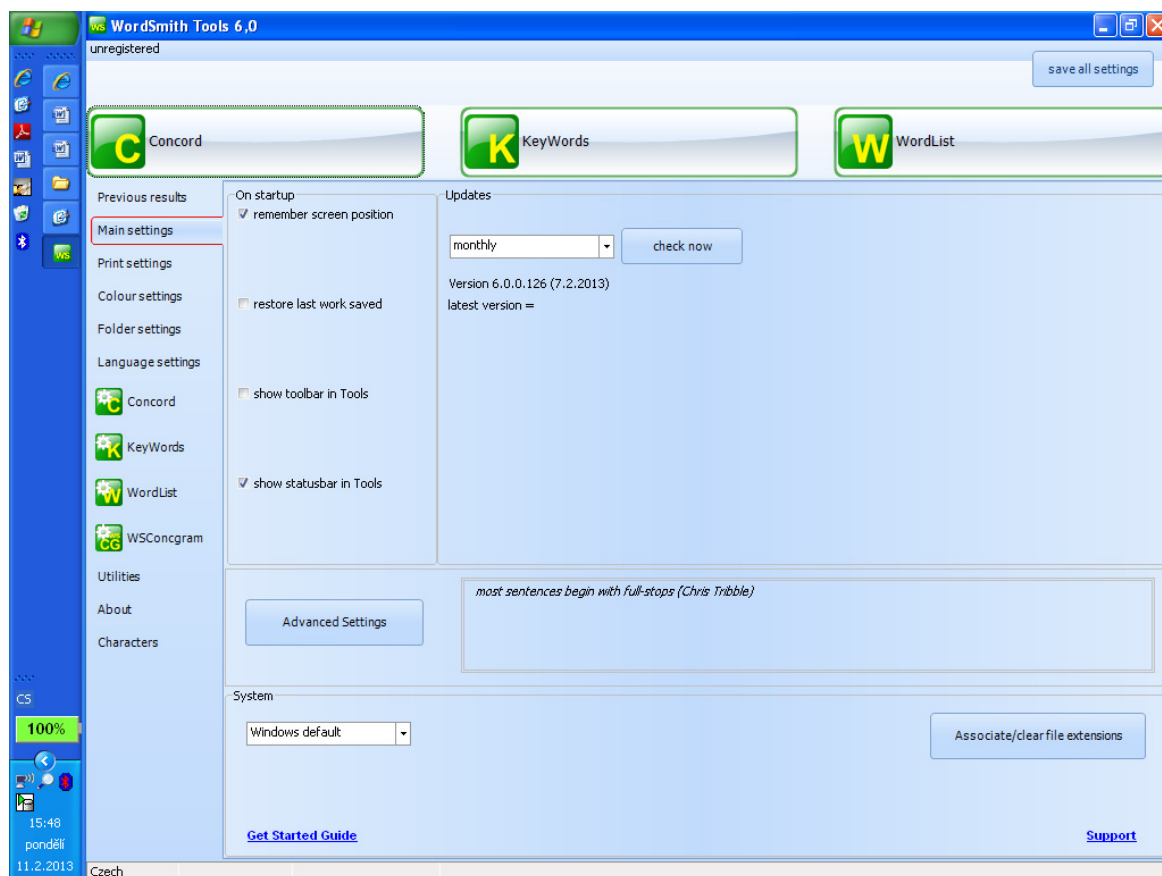 WordSmith Tools 6,0
unregistered
save all settings
Concord
KeyWords
WordList
Previous results
Main settings
Print settings
Colour settings
Folder settings
Language settings
Concord
KeyWords
WordList
WSConcgram
Utilities
About
Characters
On startup
remember screen position
restore last work saved
show toolbar in Tools
show statusbar in Tools
Updates
monthly
check now
Version 6.0.0.126 (7.2.2013)
latest version =
Advanced Settings
most sentences begin with full-stops (Chris Tribble)
System
Windows default
Associate/clear file extensions
Get Started Guide
Support
Czech
CS
100%
15:48
pondělí
11.2.2013